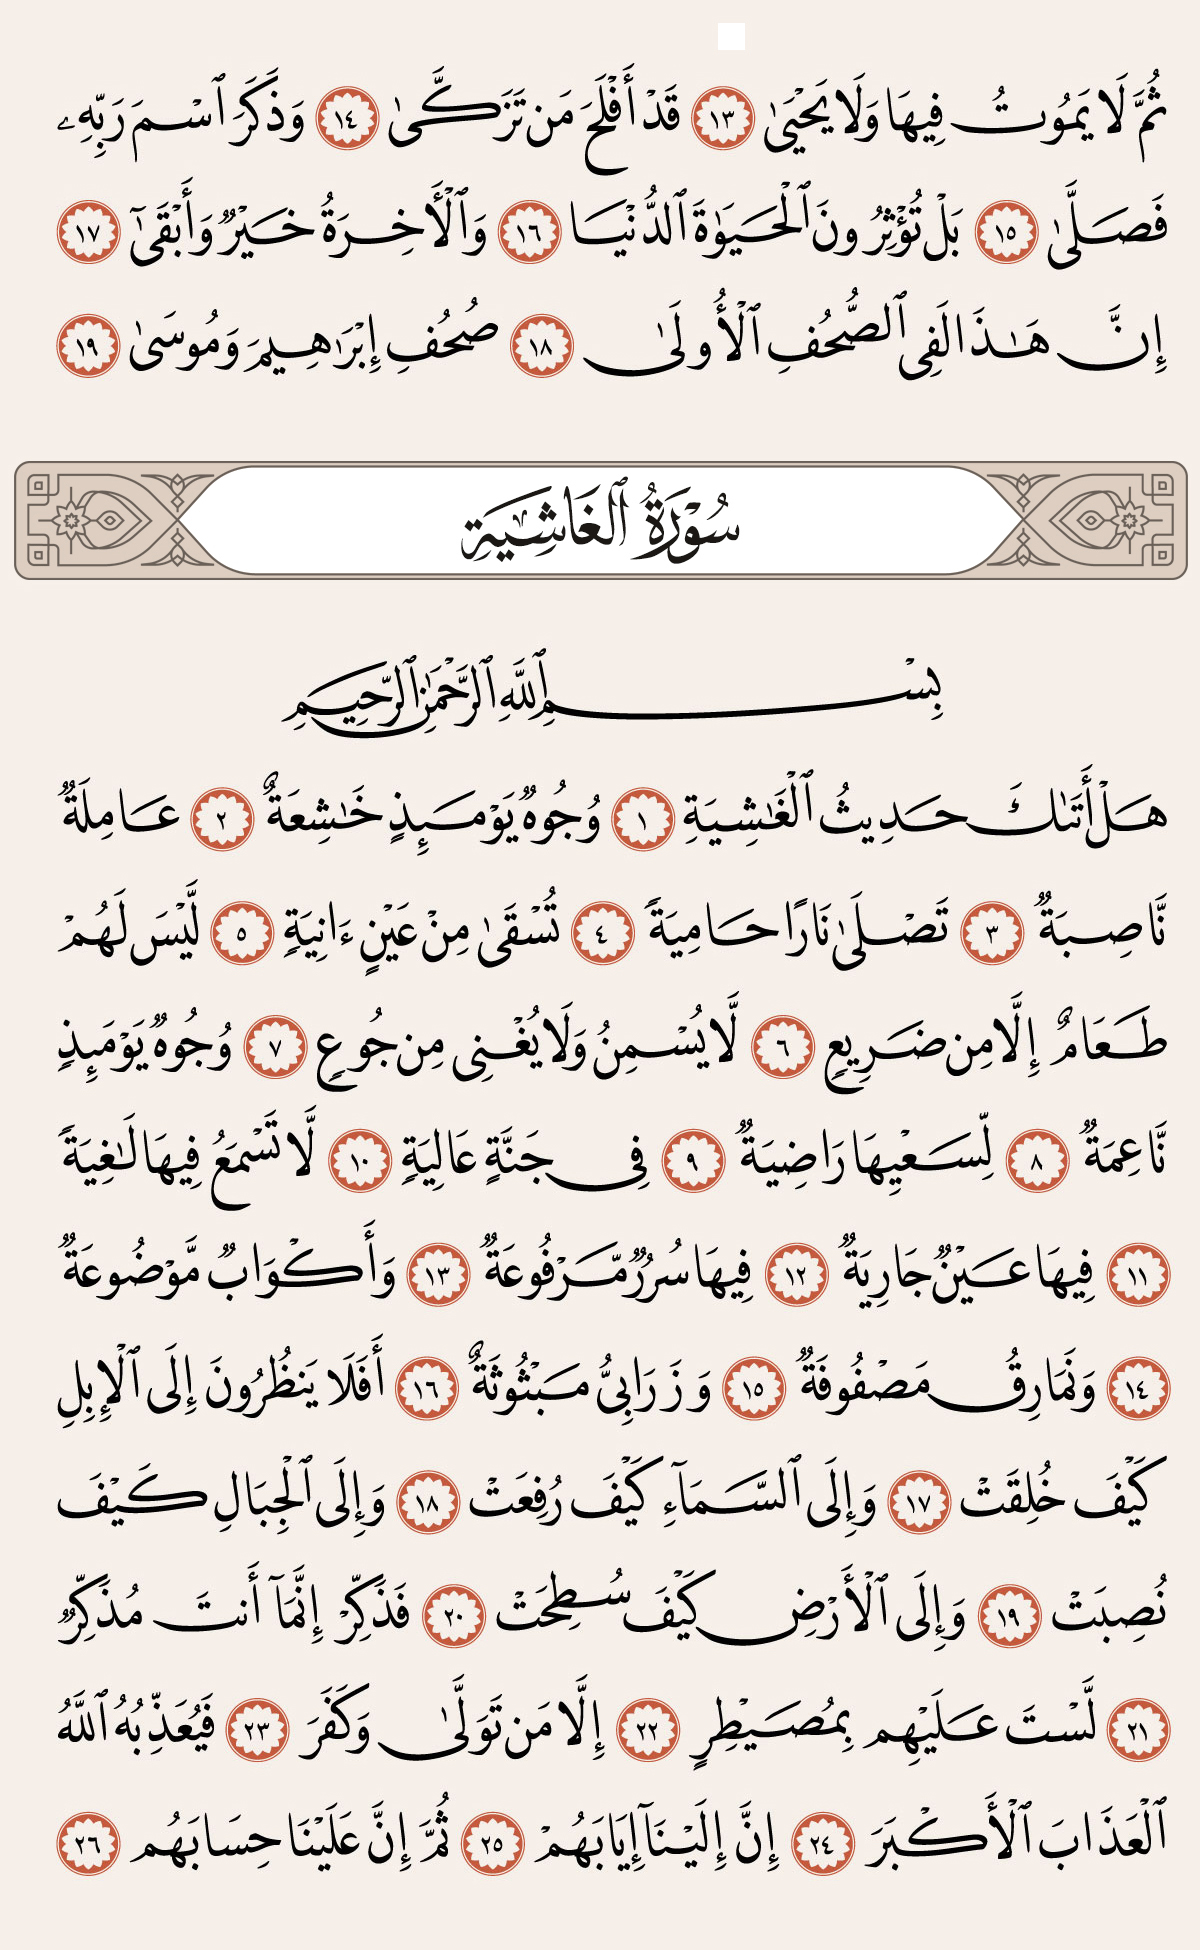 ثُمَّ لَا يَمُوتُ فِيهَا وَلَا يَحۡيَىٰ ١٣ قَدۡ أَفۡلَحَ مَن تَزَكَّىٰ ١٤ وَذَكَرَ ٱسۡمَ رَبِّهِۦ
فَصَلَّىٰ ١٥ بَلۡ تُؤۡثِرُونَ ٱلۡحَيَوٰةَ ٱلدُّنۡيَا ١٦ وَٱلۡأٓخِرَةُ خَيۡرٞ وَأَبۡقَىٰٓ ١٧
إِنَّ هَٰذَا لَفِي ٱلصُّحُفِ ٱلۡأُولَىٰ ١٨ صُحُفِ إِبۡرَٰهِيمَ وَمُوسَىٰ ١٩
سُورَةُ ٱلۡغَاشِيَةِ
بِسۡمِ ٱللَّهِ ٱلرَّحۡمَٰنِ ٱلرَّحِيمِ
هَلۡ أَتَىٰكَ حَدِيثُ ٱلۡغَٰشِيَةِ ١ وُجُوهٞ يَوۡمَئِذٍ خَٰشِعَةٌ ٢ عَامِلَةٞ
نَّاصِبَةٞ ٣ تَصۡلَىٰ نَارًا حَامِيَةٗ ٤ تُسۡقَىٰ مِنۡ عَيۡنٍ ءَانِيَةٖ ٥ لَّيۡسَ لَهُمۡ
طَعَامٌ إِلَّا مِن ضَرِيعٖ ٦ لَّا يُسۡمِنُ وَلَا يُغۡنِي مِن جُوعٖ ٧ وُجُوهٞ يَوۡمَئِذٖ
نَّاعِمَةٞ ٨ لِّسَعۡيِهَا رَاضِيَةٞ ٩ فِي جَنَّةٍ عَالِيَةٖ ١٠ لَّا تَسۡمَعُ فِيهَا لَٰغِيَةٗ
١١ فِيهَا عَيۡنٞ جَارِيَةٞ ١٢ فِيهَا سُرُرٞ مَّرۡفُوعَةٞ ١٣ وَأَكۡوَابٞ مَّوۡضُوعَةٞ
١٤ وَنَمَارِقُ مَصۡفُوفَةٞ ١٥ وَزَرَابِيُّ مَبۡثُوثَةٌ ١٦ أَفَلَا يَنظُرُونَ إِلَى ٱلۡإِبِلِ
كَيۡفَ خُلِقَتۡ ١٧ وَإِلَى ٱلسَّمَآءِ كَيۡفَ رُفِعَتۡ ١٨ وَإِلَى ٱلۡجِبَالِ كَيۡفَ
نُصِبَتۡ ١٩ وَإِلَى ٱلۡأَرۡضِ كَيۡفَ سُطِحَتۡ ٢٠ فَذَكِّرۡ إِنَّمَآ أَنتَ مُذَكِّرٞ
٢١ لَّسۡتَ عَلَيۡهِم بِمُصَيۡطِرٍ ٢٢ إِلَّا مَن تَوَلَّىٰ وَكَفَرَ ٢٣ فَيُعَذِّبُهُ ٱللَّهُ
ٱلۡعَذَابَ ٱلۡأَكۡبَرَ ٢٤ إِنَّ إِلَيۡنَآ إِيَابَهُمۡ ٢٥ ثُمَّ إِنَّ عَلَيۡنَا حِسَابَهُم ٢٦